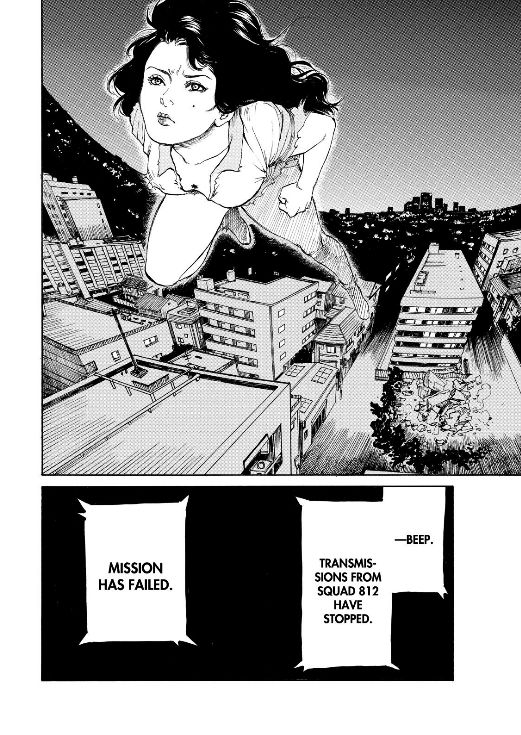 —BEEP.
TRANSMIS-
SIONS FROM
SQUAD 812
HAVE
STOPPED.
MISSION
HAS FAILED.